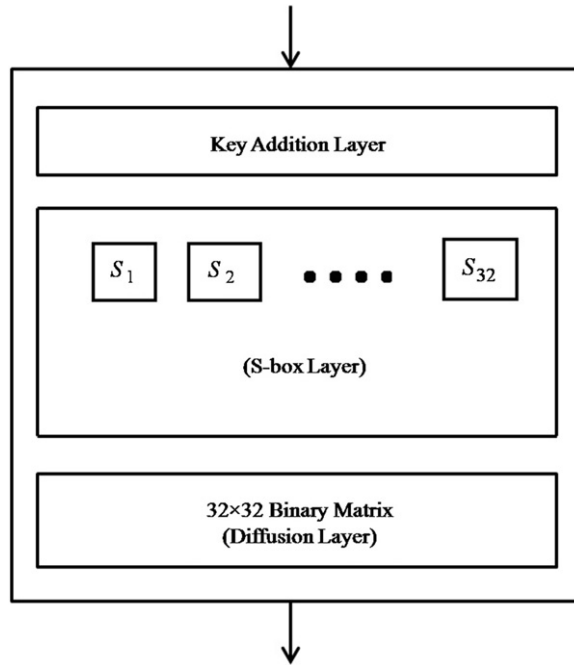 Key Addition Layer
S₁ S₂ S₃₂
(S-box Layer)
32×32 Binary Matrix
(Diffusion Layer)